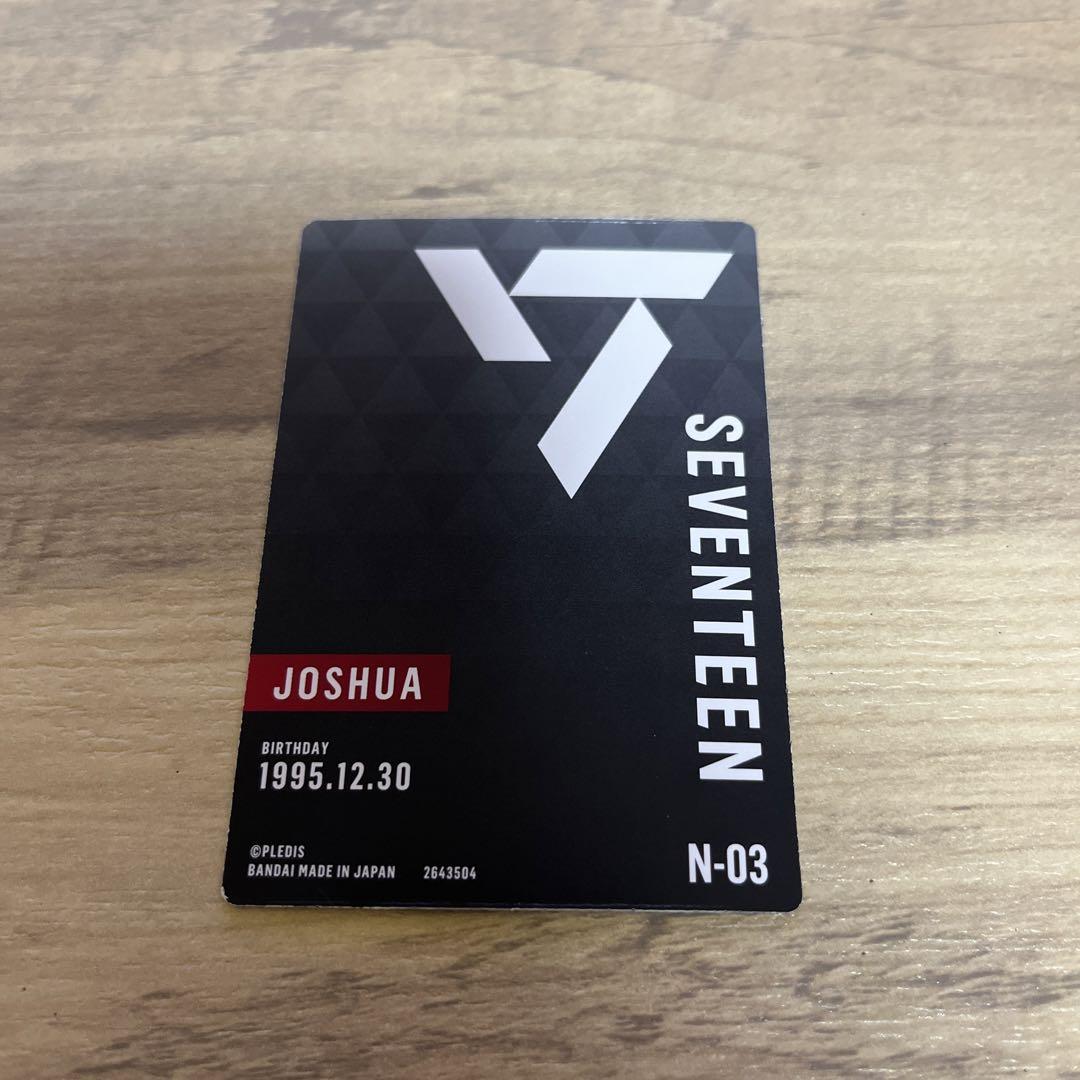 SEVENTEEN
JOSHUA
BIRTHDAY
1995.12.30
©PLEDIS
BANDAI MADE IN JAPAN 2643504
N-03